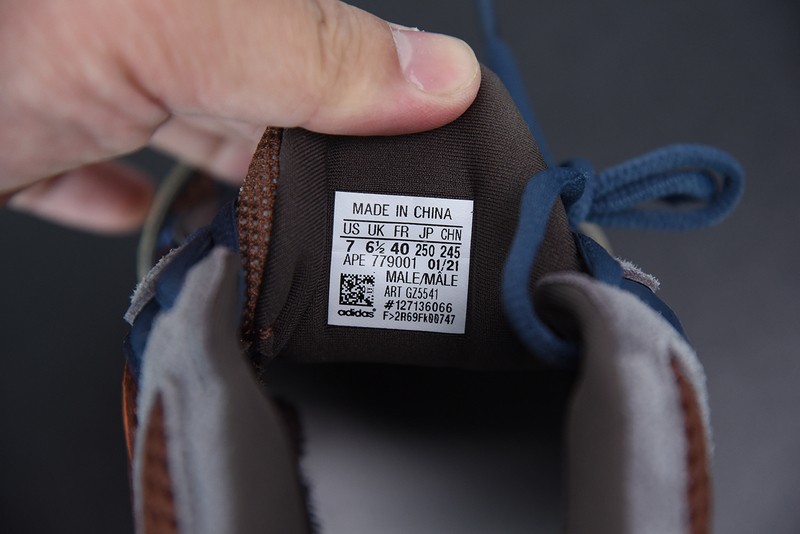 MADE IN CHINA
US UK FR JP CHN
7 6½ 40 250 245
APE 779001 01/21
MALE/MÂLE
ART GZ5541
#127136066
adidas® F>2R69Fk00747